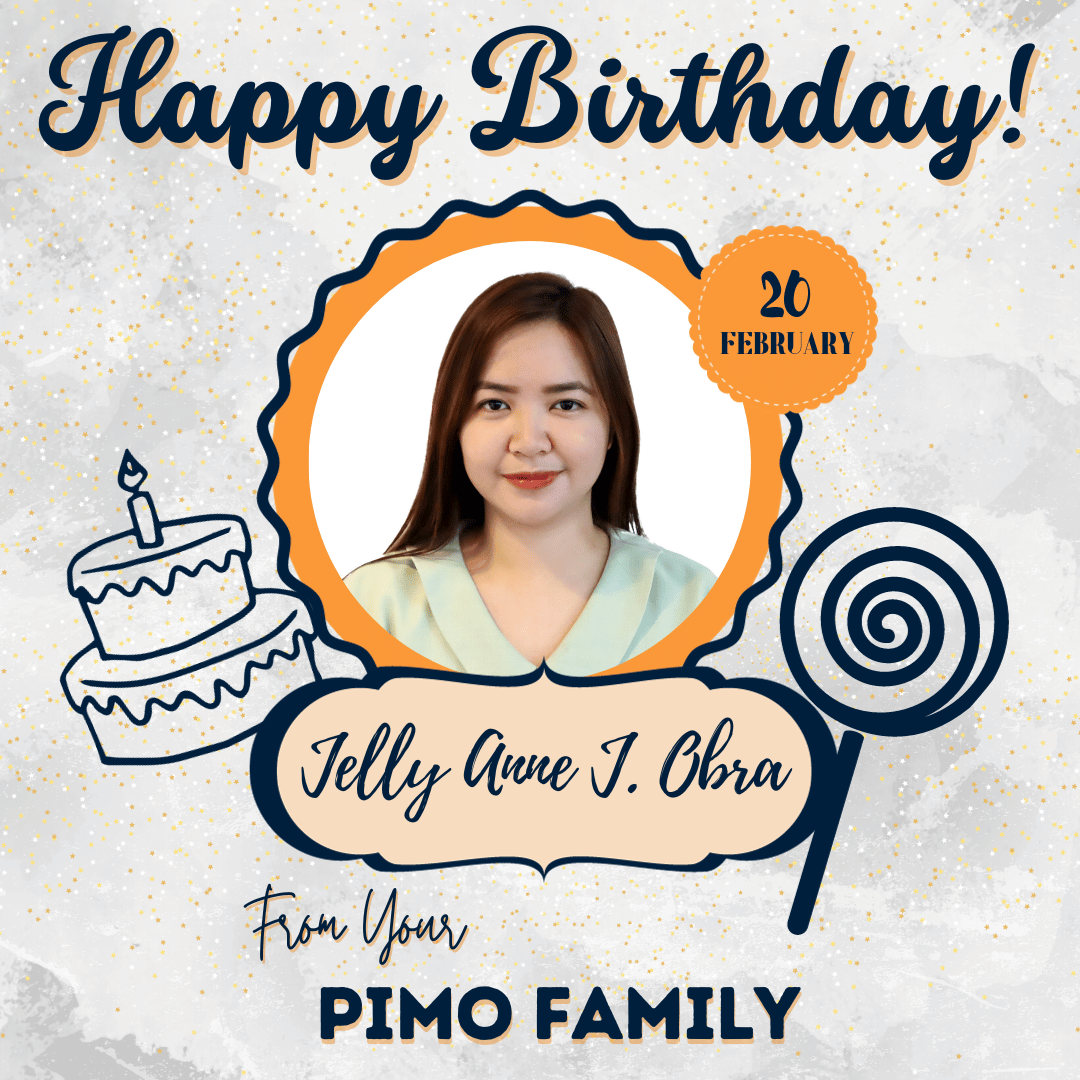 Happy Birthday!
20
FEBRUARY
Jelly Anne J. Obra
From Your
PIMO FAMILY